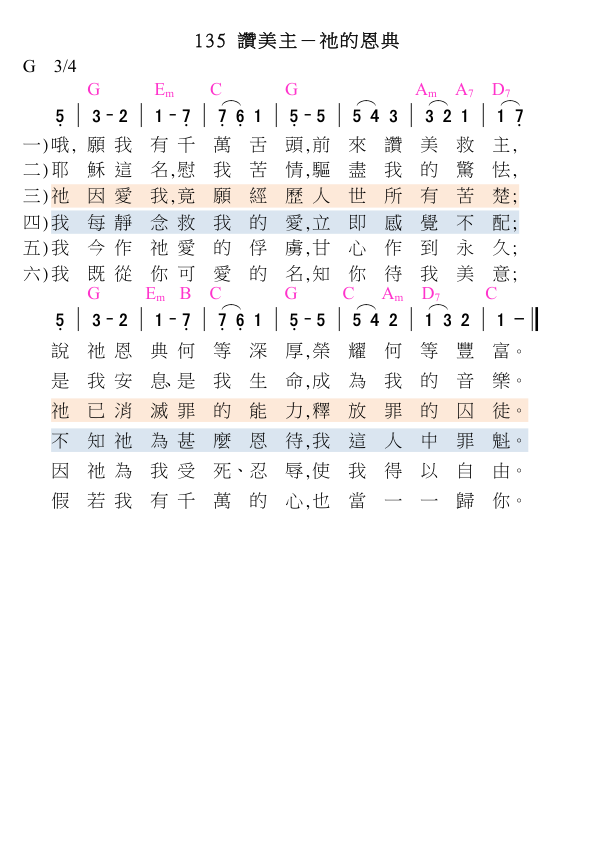 135 讚美主－祂的恩典
G 3/4
G Em C G Am A7 D7
5̣ | 3 - 2 | 1 - 7̣ | 7̣ 6̣ 1 | 5̣ - 5 | 5 4 3 | 3 2 1 | 1 7̣
一)哦,願我有千萬舌頭,前來讚美救主,
二)耶穌這名,慰我苦情,驅盡我的驚怯,
三)祂因愛我,竟願經歷人世所有苦楚;
四)我每靜念救我的愛,立即感覺不配;
五)我今作祂愛的俘虜,甘心作到永久;
六)我既從你可愛的名,知你待我美意;
G Em B C G C Am D7 C
5̣ | 3 - 2 | 1 - 7̣ | 7̣ 6̣ 1 | 5̣ - 5 | 5 4 2 | 1 3 2 | 1 -
說祂恩典何等深厚,榮耀何等豐富。
是我安息、是我生命,成為我的音樂。
祂已消滅罪的能力,釋放罪的囚徒。
不知祂為甚麼恩待,我這人中罪魁。
因祂為我受死、忍辱,使我得以自由。
假若我有千萬的心,也當一一歸你。